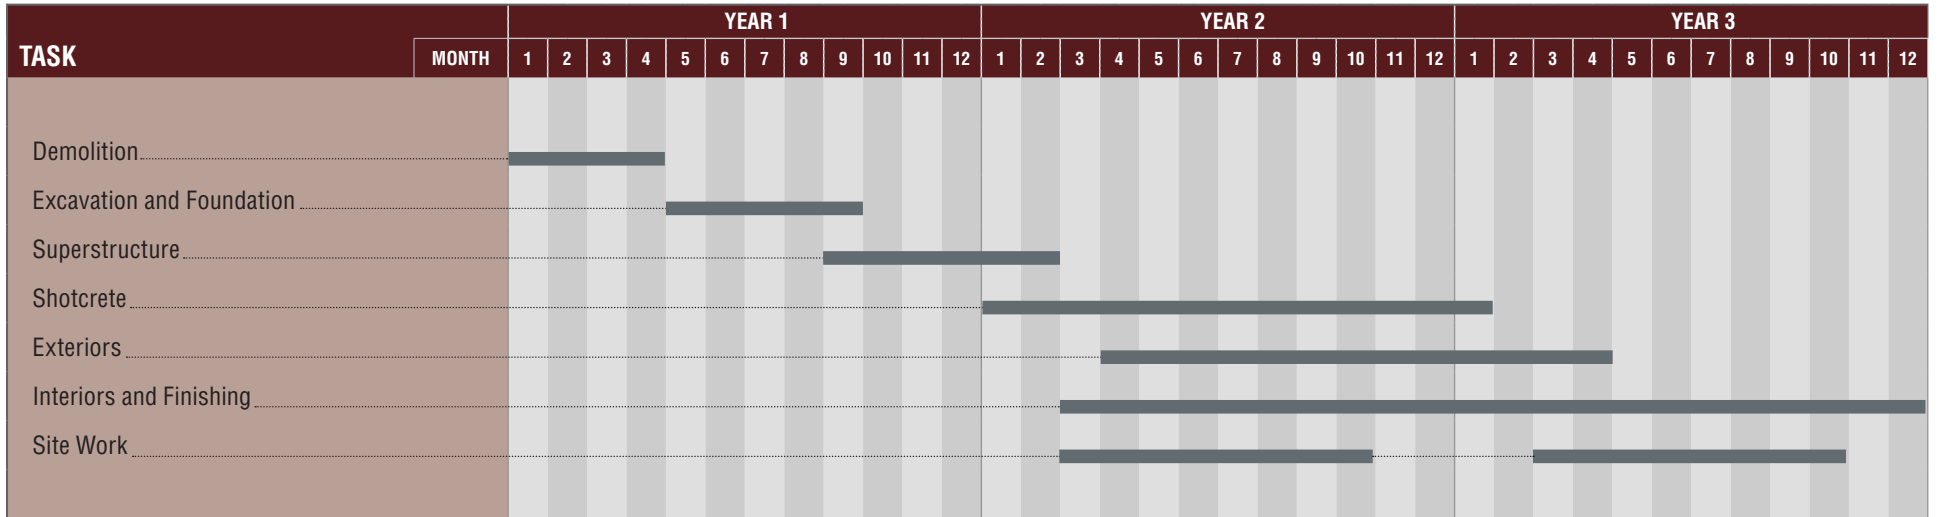 YEAR 1 YEAR 2 YEAR 3
TASK MONTH 1 2 3 4 5 6 7 8 9 10 11 12 1 2 3 4 5 6 7 8 9 10 11 12 1 2 3 4 5 6 7 8 9 10 11 12
Demolition
Excavation and Foundation
Superstructure
Shotcrete
Exteriors
Interiors and Finishing
Site Work